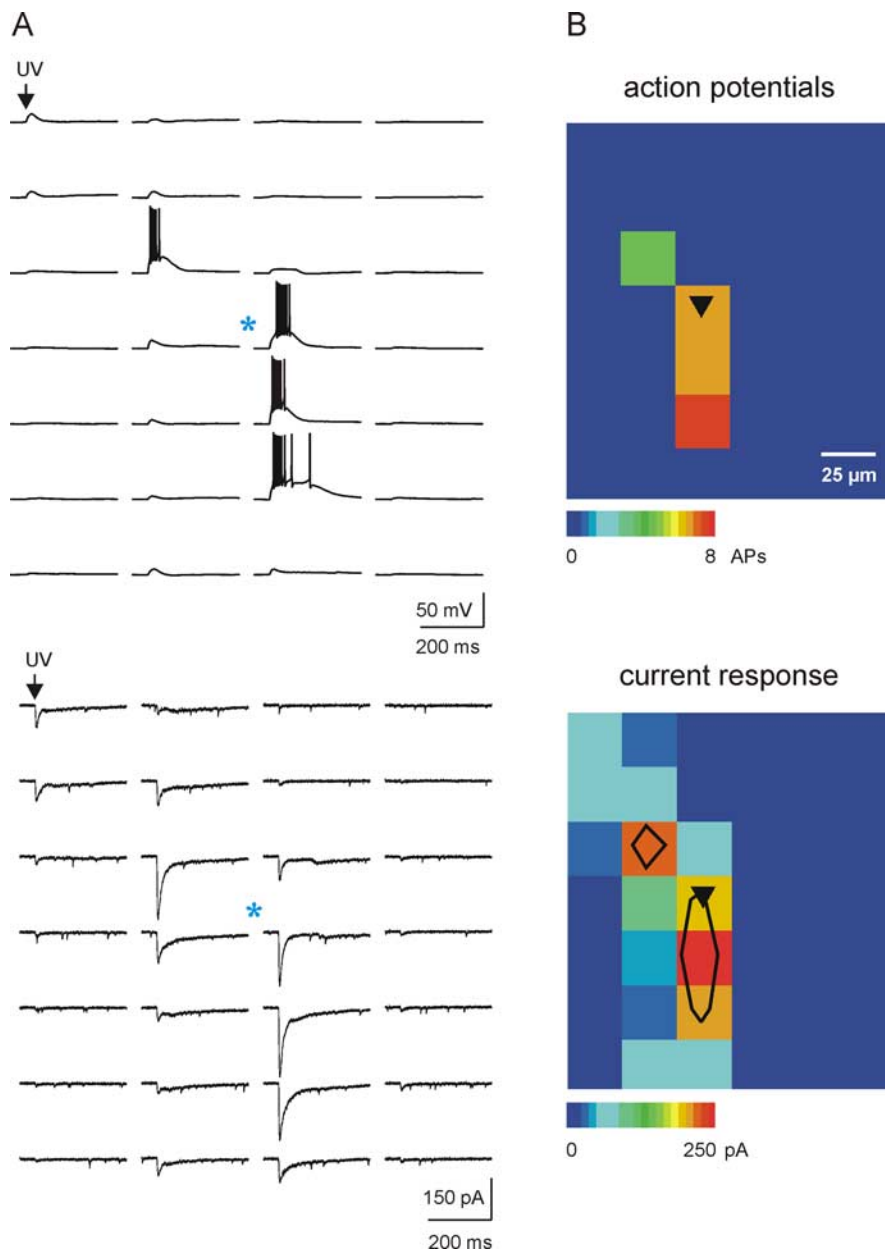 A
B
UV
action potentials
*
25 µm
0 8 APs
50 mV
200 ms
UV
current response
*
0 250 pA
150 pA
200 ms